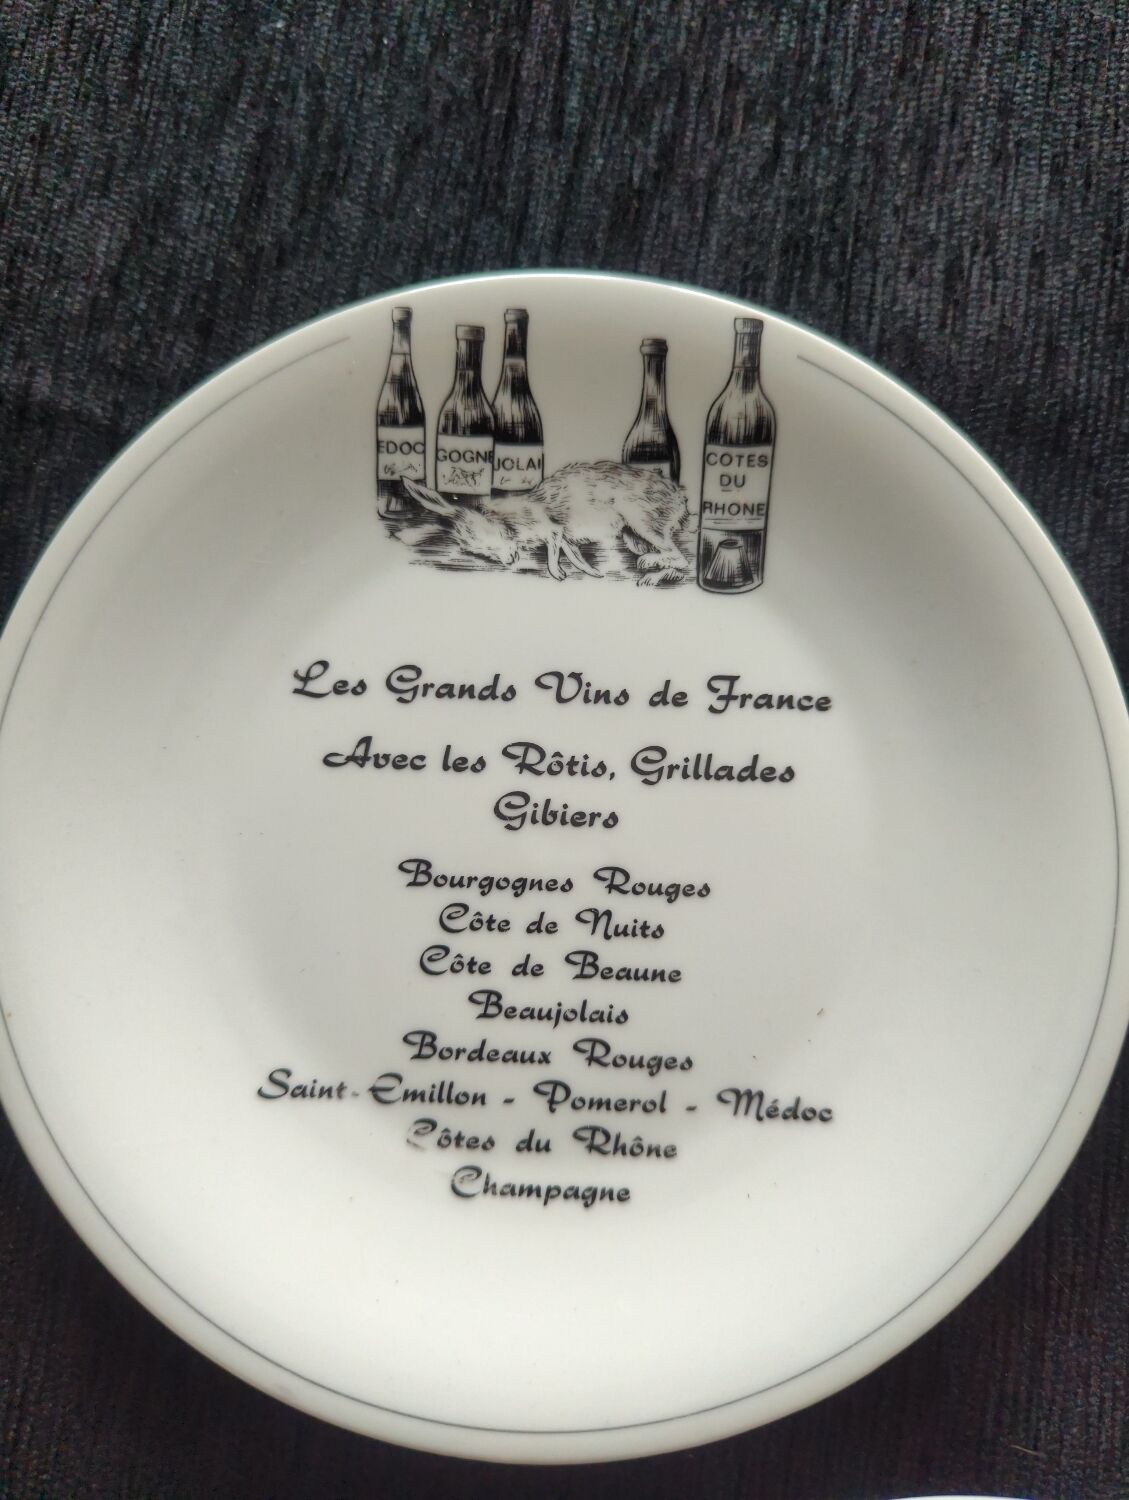 EDOC
GOGNE
JOLAI
COTES
DU
RHONE
Les Grands Vins de France
Avec les Rôtis, Grillades
Gibiers
Bourgognes Rouges
Côte de Nuits
Côte de Beaune
Beaujolais
Bordeaux Rouges
Saint-Emillon - Pomerol - Médoc
Côtes du Rhône
Champagne